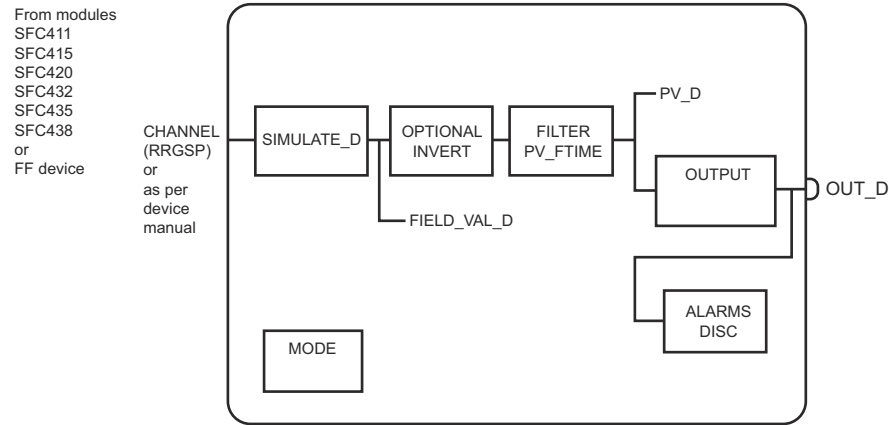 From modules
SFC411
SFC415
SFC420
SFC432
SFC435
SFC438
or
FF device
CHANNEL
(RRGSP)
or
as per
device
manual
SIMULATE_D
OPTIONAL
INVERT
FILTER
PV_FTIME
PV_D
OUTPUT
OUT_D
FIELD_VAL_D
ALARMS
DISC
MODE